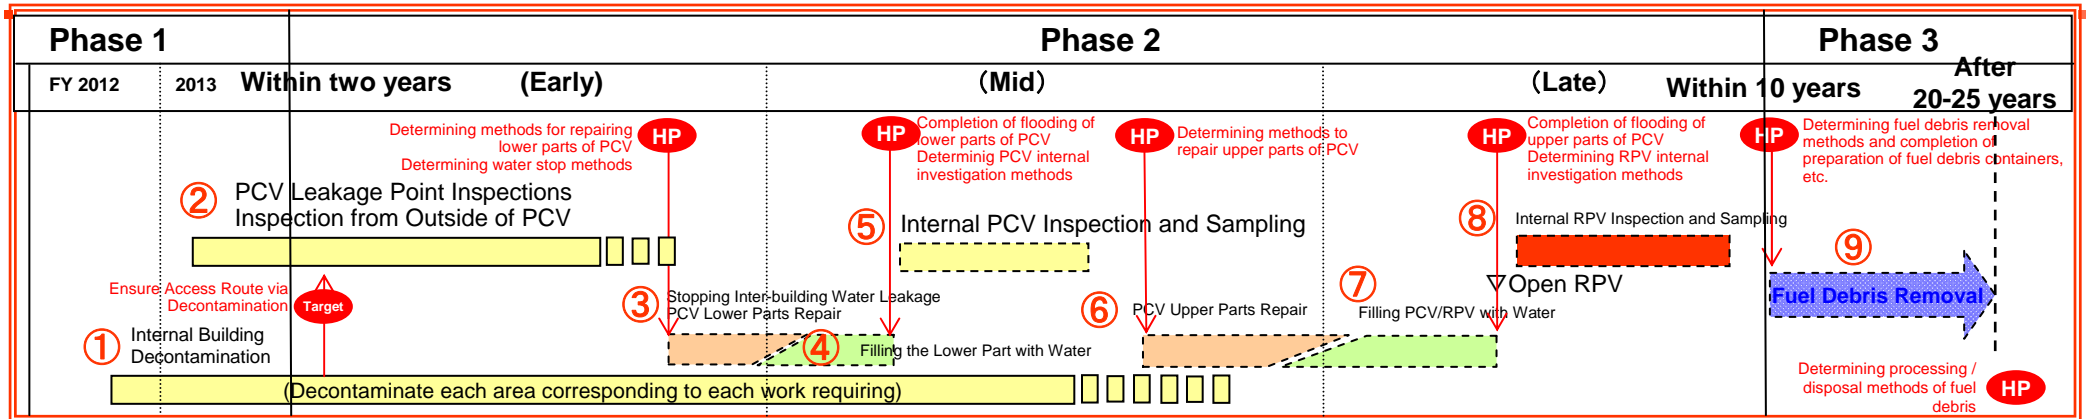 Phase 1
Phase 2
Phase 3
FY 2012
2013
Within two years
(Early)
(Mid)
(Late)
Within 10 years
After
20-25 years
Determining methods for repairing
lower parts of PCV
Determining water stop methods
HP
HP
Completion of flooding of
lower parts of PCV
Determinig PCV internal
investigation methods
HP
Determining methods to
repair upper parts of PCV
HP
Completion of flooding of
upper parts of PCV
Determining RPV internal
investigation methods
HP
Determining fuel debris removal
methods and completion of
preparation of fuel debris containers,
etc.
②
PCV Leakage Point Inspections
Inspection from Outside of PCV
⑤
Internal PCV Inspection and Sampling
⑧
Internal RPV Inspection and Sampling
⑨
Fuel Debris Removal
▽Open RPV
Ensure Access Route via
Decontamination
Target
③
Stopping Inter-building Water Leakage
PCV Lower Parts Repair
④
Filling the Lower Part with Water
⑥
PCV Upper Parts Repair
⑦
Filling PCV/RPV with Water
①
Internal Building
Decontamination
(Decontaminate each area corresponding to each work requiring)
Determining processing /
disposal methods of fuel
debris
HP